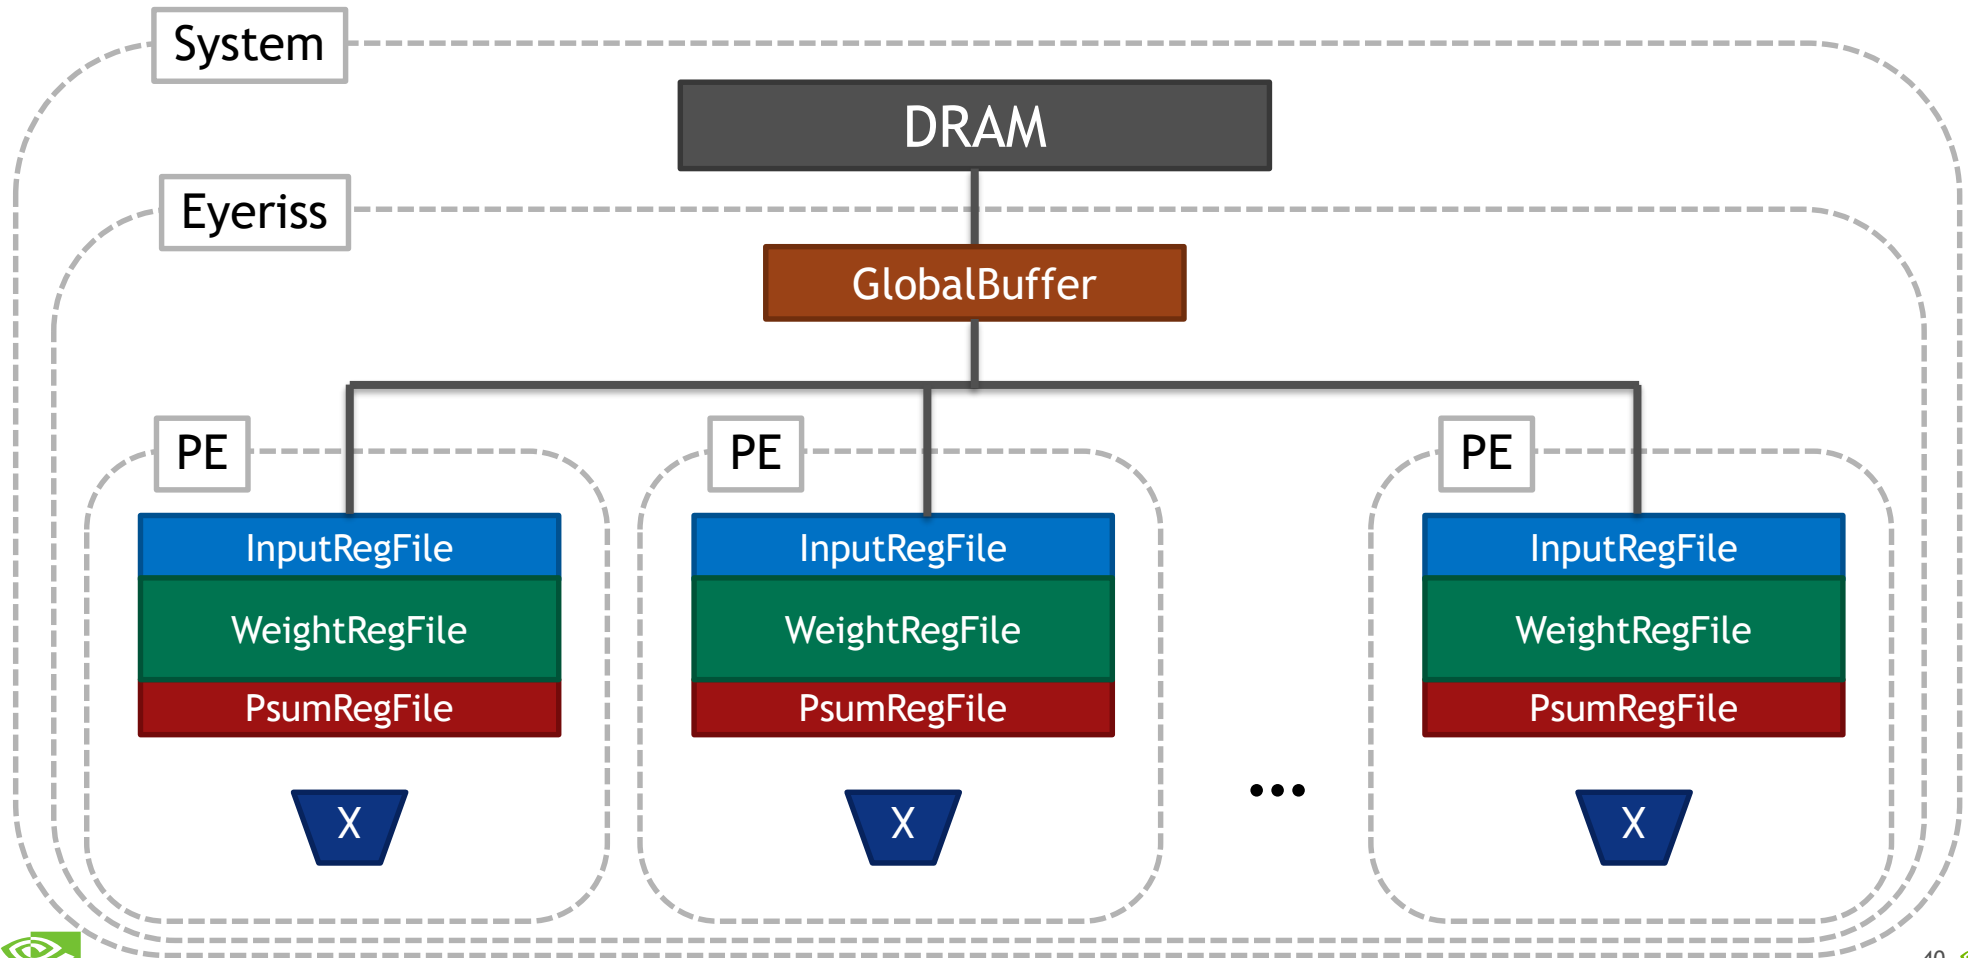 System
DRAM
Eyeriss
GlobalBuffer
PE PE PE
InputRegFile InputRegFile InputRegFile
WeightRegFile WeightRegFile WeightRegFile
PsumRegFile PsumRegFile PsumRegFile
...
X X X